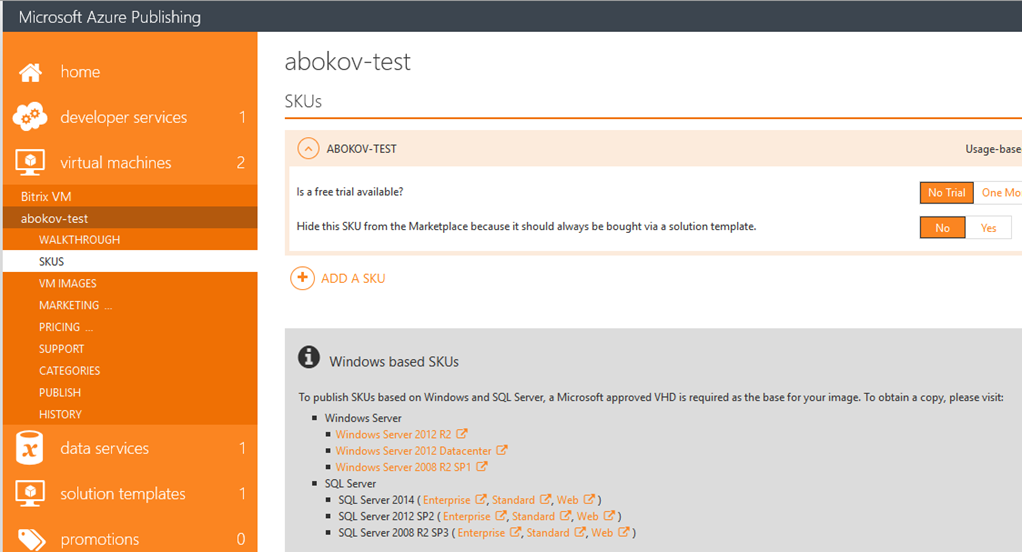 Microsoft Azure Publishing
home
developer services 1
virtual machines 2
Bitrix VM
abokov-test
WALKTHROUGH
SKUS
VM IMAGES
MARKETING ...
PRICING ...
SUPPORT
CATEGORIES
PUBLISH
HISTORY
data services 1
solution templates 1
promotions 0
abokov-test
SKUs
ABOKOV-TEST Usage-base
Is a free trial available? No Trial One Mo
Hide this SKU from the Marketplace because it should always be bought via a solution template. No Yes
ADD A SKU
Windows based SKUs
To publish SKUs based on Windows and SQL Server, a Microsoft approved VHD is required as the base for your image. To obtain a copy, please visit:
Windows Server
Windows Server 2012 R2
Windows Server 2012 Datacenter
Windows Server 2008 R2 SP1
SQL Server
SQL Server 2014 ( Enterprise , Standard , Web )
SQL Server 2012 SP2 ( Enterprise , Standard , Web )
SQL Server 2008 R2 SP3 ( Enterprise , Standard , Web )